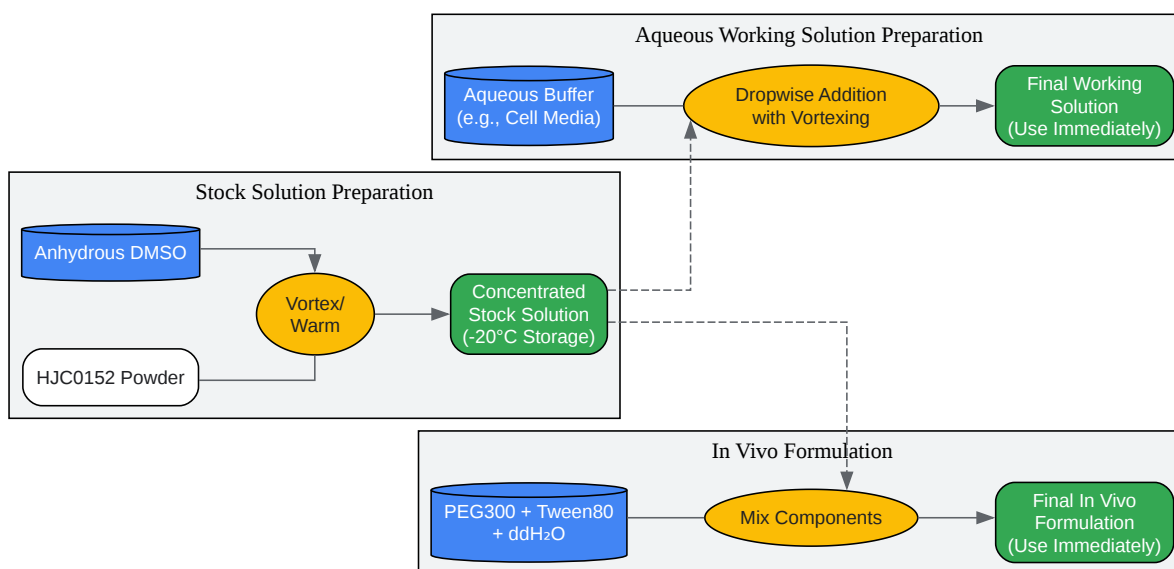 Aqueous Working Solution Preparation
Aqueous Buffer
(e.g., Cell Media)
Dropwise Addition
with Vortexing
Final Working
Solution
(Use Immediately)
Stock Solution Preparation
Anhydrous DMSO
Vortex/
Warm
Concentrated
Stock Solution
(-20°C Storage)
HJC0152 Powder
In Vivo Formulation
PEG300 + Tween80
+ ddH₂O
Mix Components
Final In Vivo
Formulation
(Use Immediately)